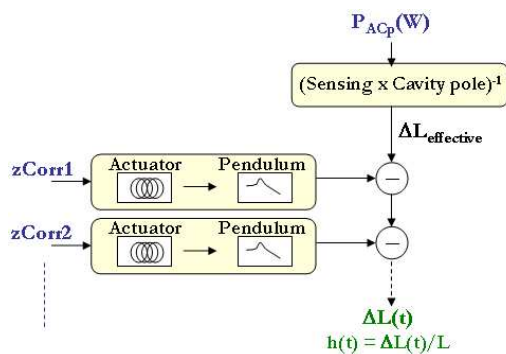 P_ACp(W)
(Sensing x Cavity pole)⁻¹
ΔL_effective
zCorr1
Actuator
Pendulum
−
zCorr2
Actuator
Pendulum
−
ΔL(t)
h(t) = ΔL(t)/L